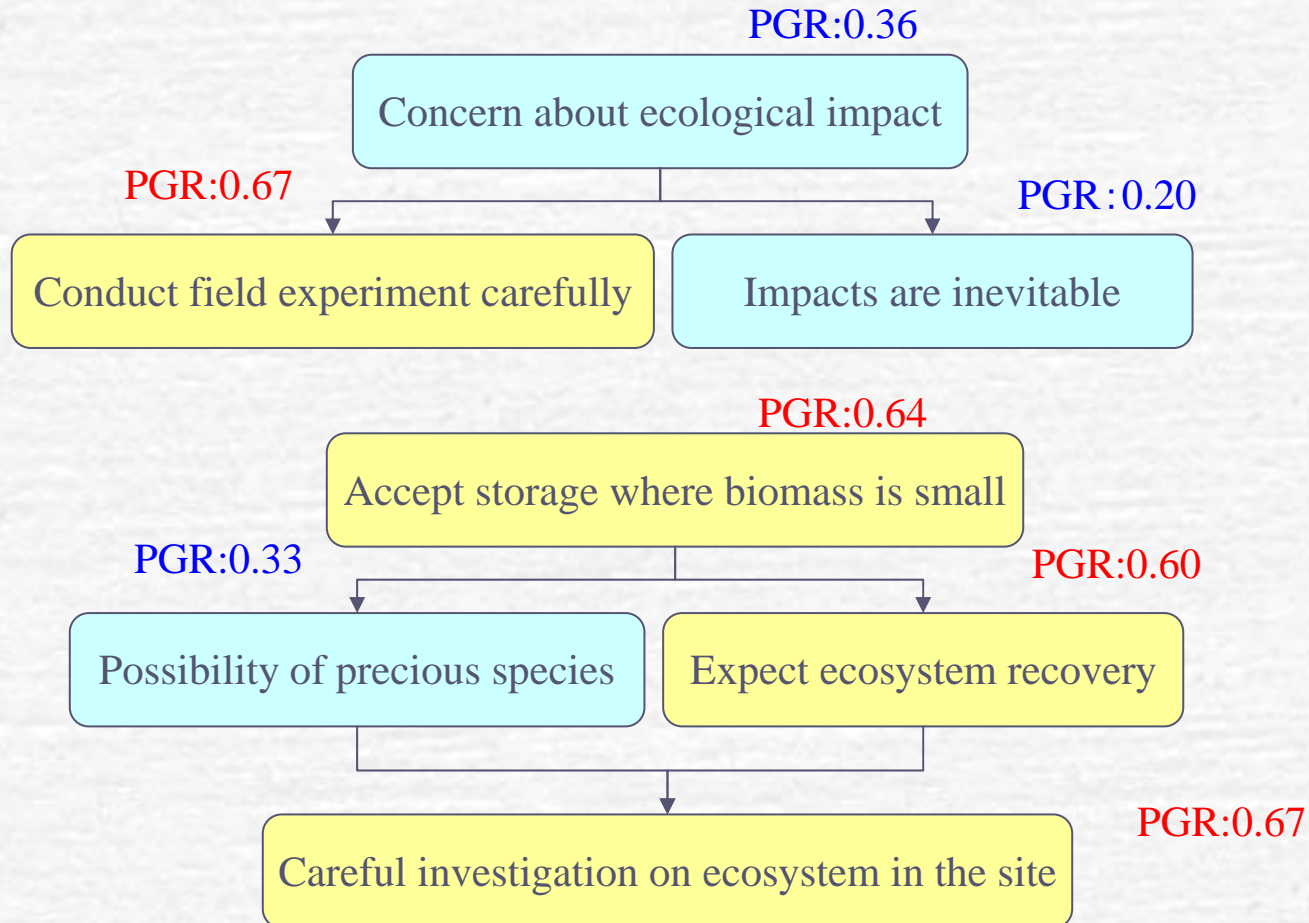 PGR:0.36
Concern about ecological impact
PGR:0.67
PGR：0.20
Conduct field experiment carefully
Impacts are inevitable
PGR:0.64
Accept storage where biomass is small
PGR:0.33
PGR:0.60
Possibility of precious species
Expect ecosystem recovery
PGR:0.67
Careful investigation on ecosystem in the site